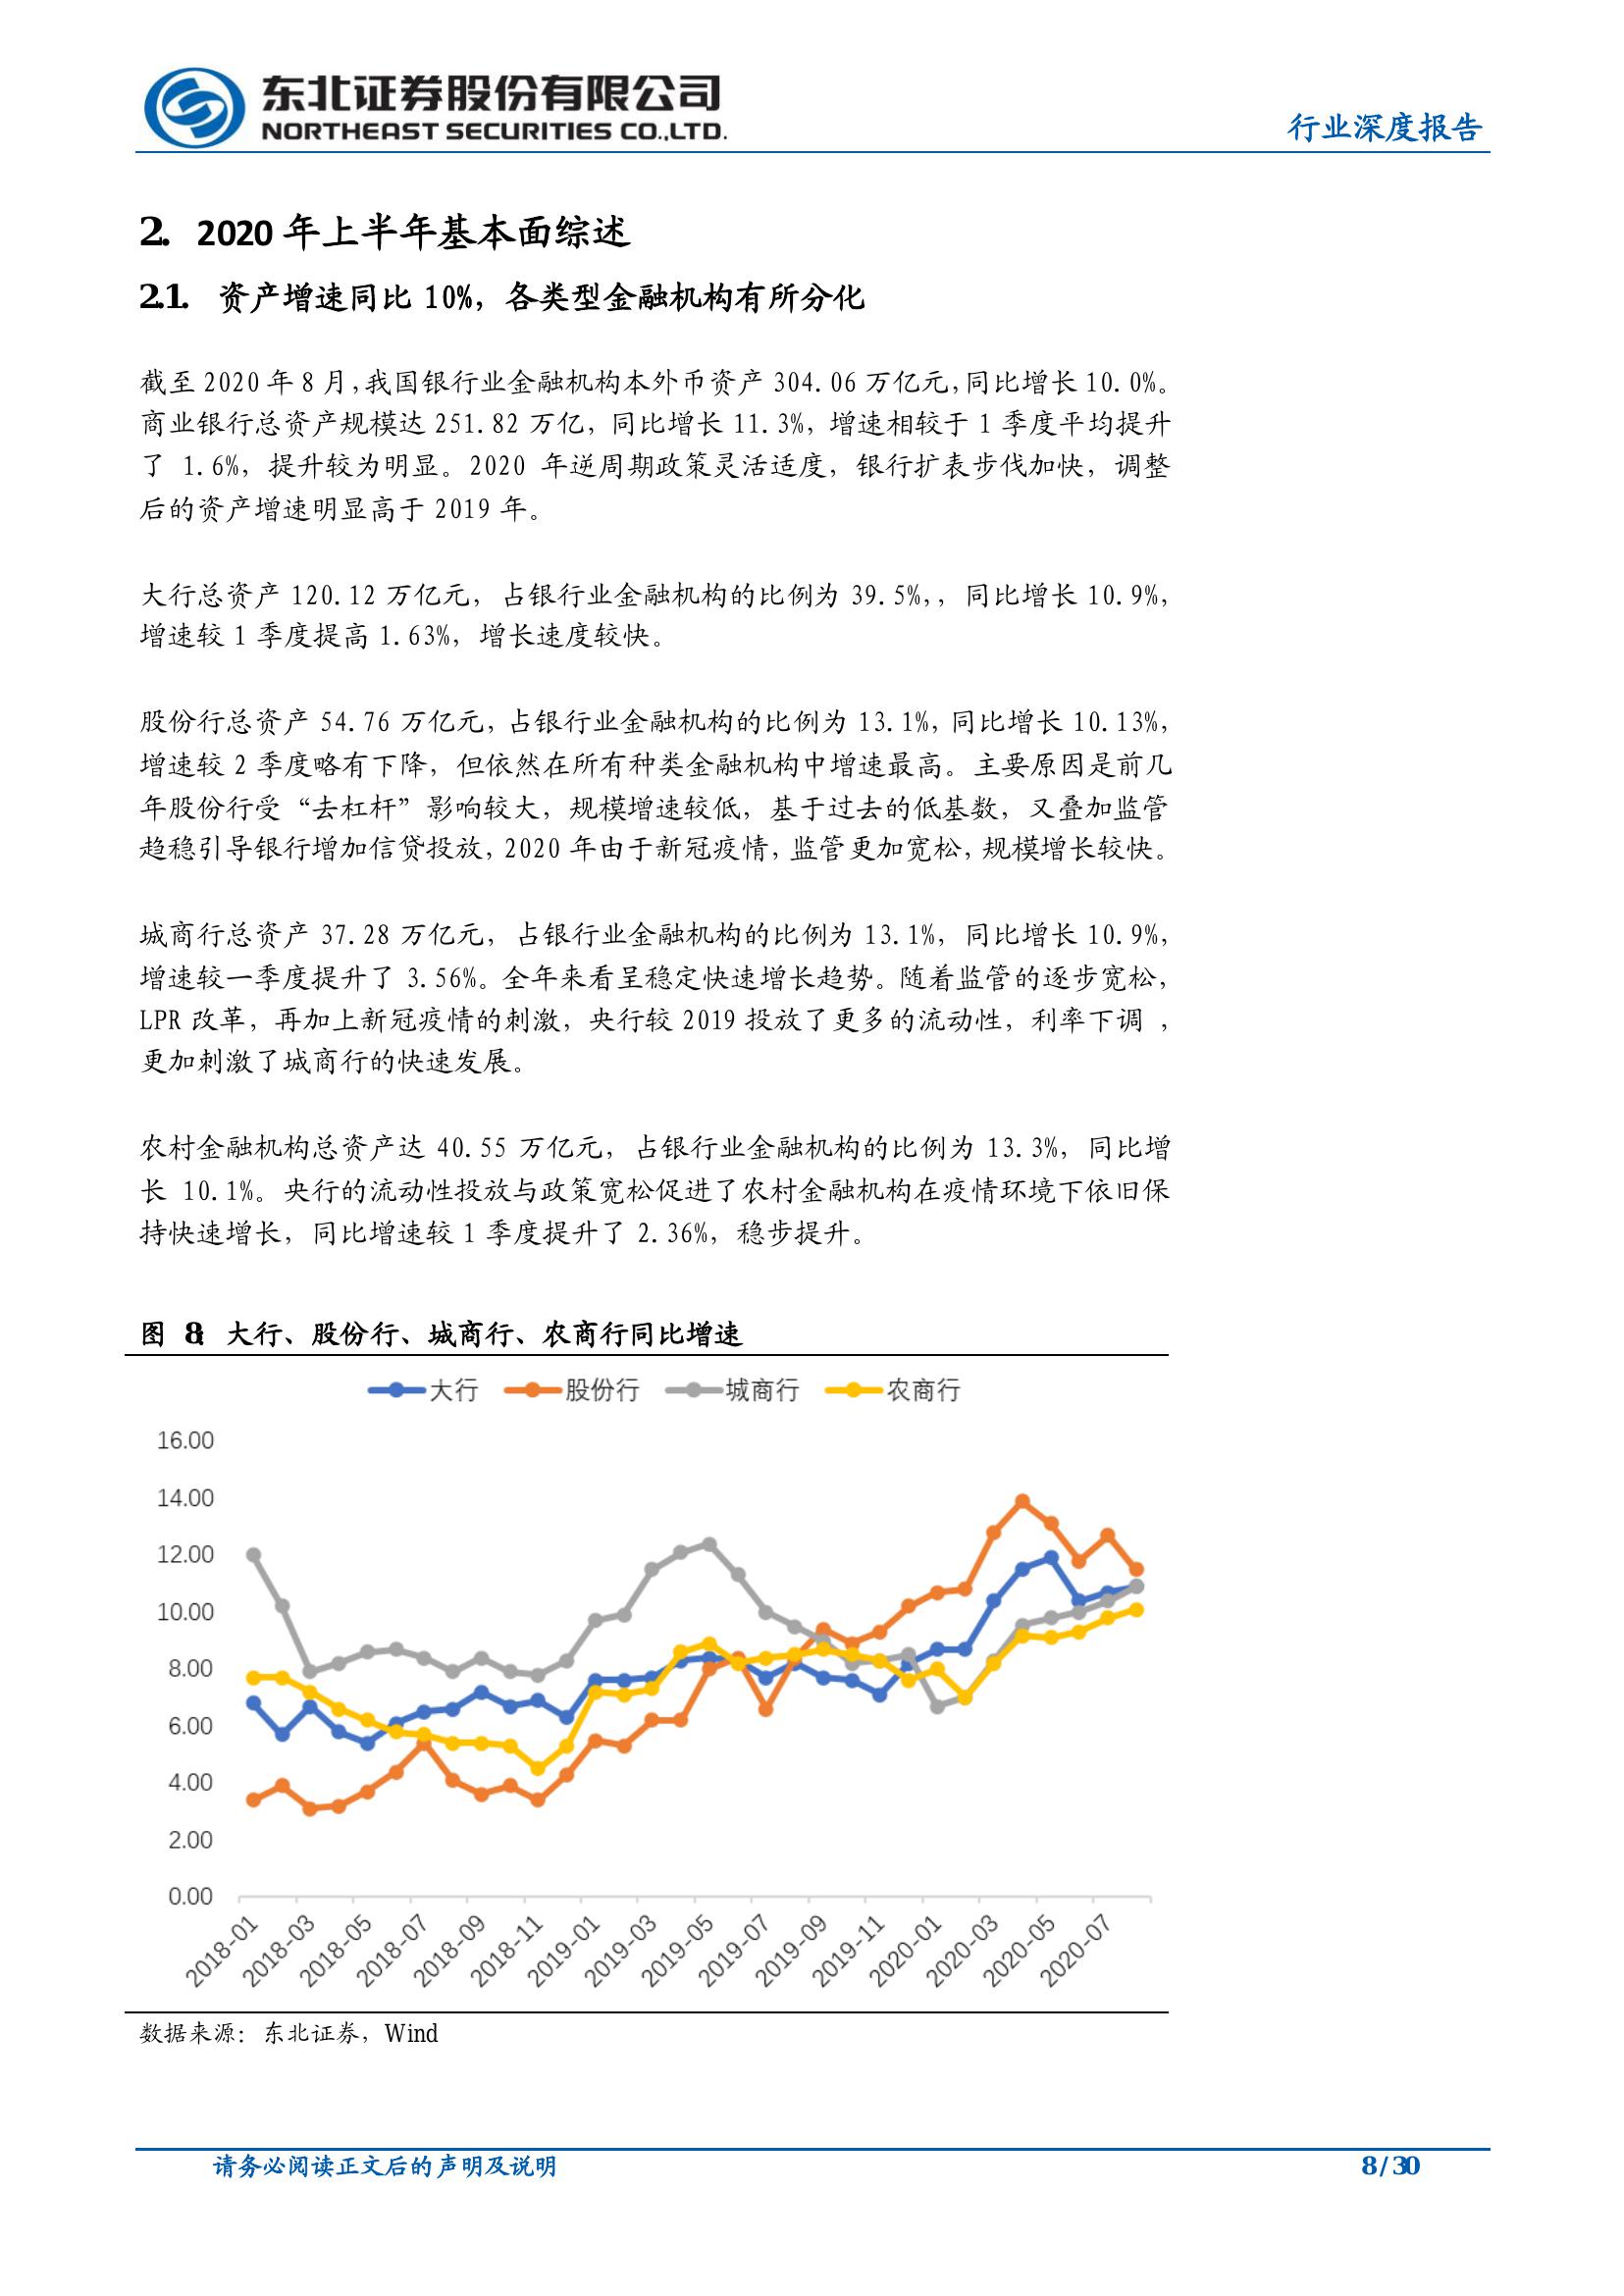 东北证券股份有限公司
NORTHEAST SECURITIES CO.,LTD.
行业深度报告
2. 2020 年上半年基本面综述
2.1. 资产增速同比 10%，各类型金融机构有所分化
截至 2020 年 8 月，我国银行业金融机构本外币资产 304.06 万亿元，同比增长 10.0%。
商业银行总资产规模达 251.82 万亿，同比增长 11.3%，增速相较于 1 季度平均提升
了 1.6%，提升较为明显。2020 年逆周期政策灵活适度，银行扩表步伐加快，调整
后的资产增速明显高于 2019 年。
大行总资产 120.12 万亿元，占银行业金融机构的比例为 39.5%,，同比增长 10.9%，
增速较 1 季度提高 1.63%，增长速度较快。
股份行总资产 54.76 万亿元，占银行业金融机构的比例为 13.1%，同比增长 10.13%，
增速较 2 季度略有下降，但依然在所有种类金融机构中增速最高。主要原因是前几
年股份行受“去杠杆”影响较大，规模增速较低，基于过去的低基数，又叠加监管
趋稳引导银行增加信贷投放，2020 年由于新冠疫情，监管更加宽松，规模增长较快。
城商行总资产 37.28 万亿元，占银行业金融机构的比例为 13.1%，同比增长 10.9%，
增速较一季度提升了 3.56%。全年来看呈稳定快速增长趋势。随着监管的逐步宽松，
LPR 改革，再加上新冠疫情的刺激，央行较 2019 投放了更多的流动性，利率下调 ，
更加刺激了城商行的快速发展。
农村金融机构总资产达 40.55 万亿元，占银行业金融机构的比例为 13.3%，同比增
长 10.1%。央行的流动性投放与政策宽松促进了农村金融机构在疫情环境下依旧保
持快速增长，同比增速较 1 季度提升了 2.36%，稳步提升。
图 8：大行、股份行、城商行、农商行同比增速
大行 股份行 城商行 农商行
16.00
14.00
12.00
10.00
8.00
6.00
4.00
2.00
0.00
2018-01 2018-03 2018-05 2018-07 2018-09 2018-11 2019-01 2019-03 2019-05 2019-07 2019-09 2019-11 2020-01 2020-03 2020-05 2020-07
数据来源：东北证券，Wind
请务必阅读正文后的声明及说明
8 / 30